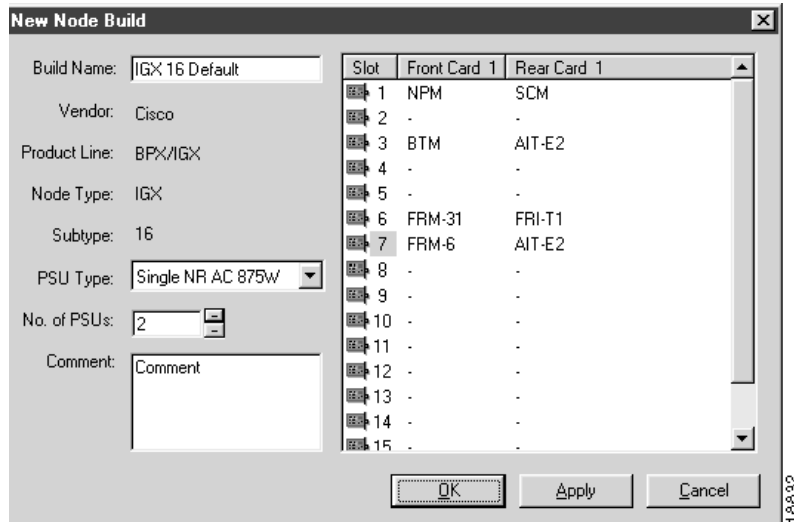 New Node Build
Build Name: IGX 16 Default
Vendor: Cisco
Product Line: BPX/IGX
Node Type: IGX
Subtype: 16
PSU Type: Single NR AC 875W
No. of PSUs: 2
Comment: Comment
Slot Front Card 1 Rear Card 1
1 NPM SCM
2 - -
3 BTM AIT-E2
4 - -
5 - -
6 FRM-31 FRI-T1
7 FRM-6 AIT-E2
8 - -
9 - -
10 - -
11 - -
12 - -
13 - -
14 - -
15 - -
OK Apply Cancel
18832